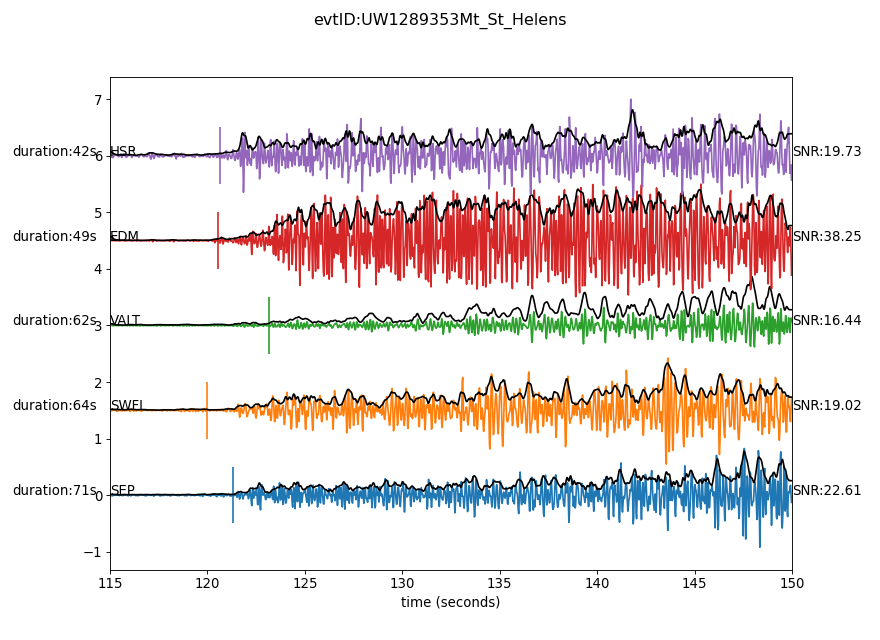 evtID:UW1289353Mt_St_Helens
7
duration:42s HSR SNR:19.73
6
5
duration:49s EDM SNR:38.25
4
duration:62s VALT SNR:16.44
3
2
duration:64s SWFL SNR:19.02
1
duration:71s SEP SNR:22.61
0
−1
115 120 125 130 135 140 145 150
time (seconds)